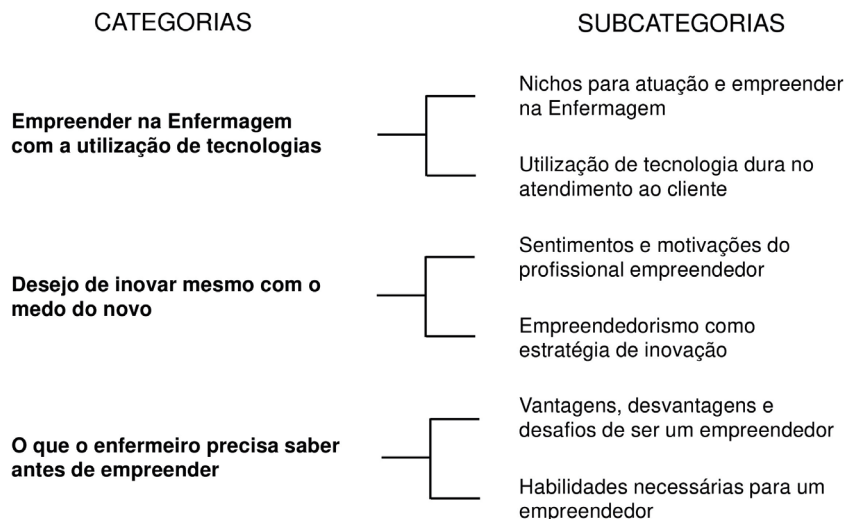 CATEGORIAS
SUBCATEGORIAS
Empreender na Enfermagem
com a utilização de tecnologias
Nichos para atuação e empreender
na Enfermagem
Utilização de tecnologia dura no
atendimento ao cliente
Desejo de inovar mesmo com o
medo do novo
Sentimentos e motivações do
profissional empreendedor
Empreendedorismo como
estratégia de inovação
O que o enfermeiro precisa saber
antes de empreender
Vantagens, desvantagens e
desafios de ser um empreendedor
Habilidades necessárias para um
empreendedor